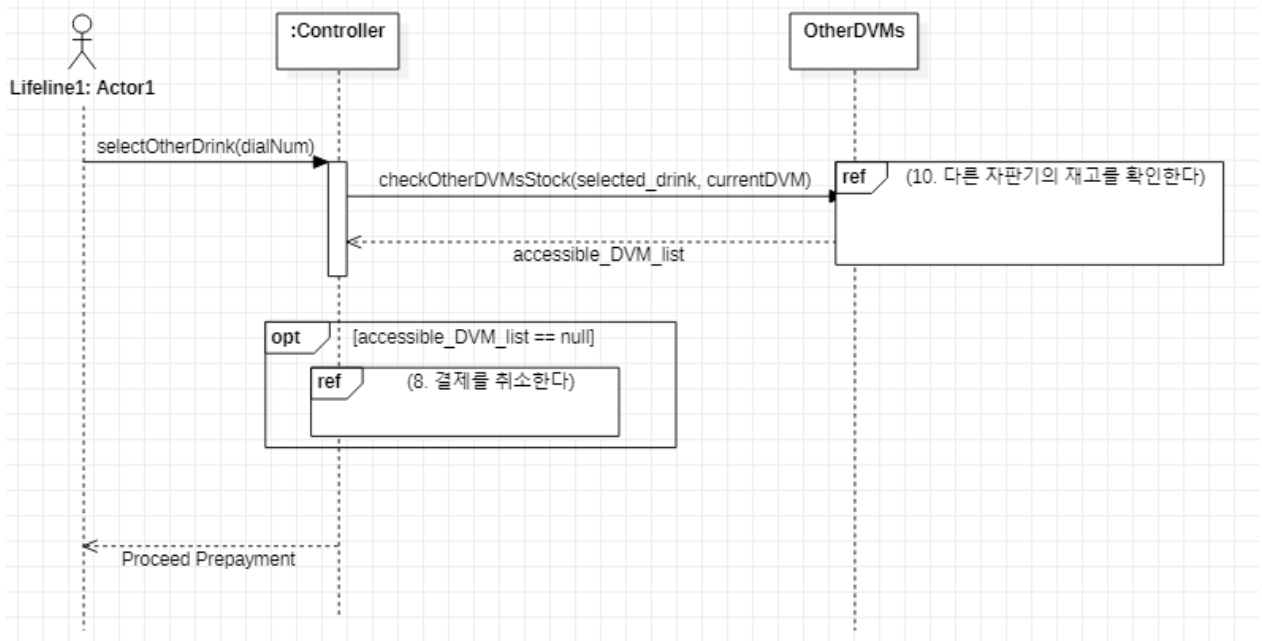 :Controller
OtherDVMs
Lifeline1: Actor1
selectOtherDrink(dialNum)
checkOtherDVMsStock(selected_drink, currentDVM)
ref
(10. 다른 자판기의 재고를 확인한다)
accessible_DVM_list
opt
[accessible_DVM_list == null]
ref
(8. 결제를 취소한다)
Proceed Prepayment